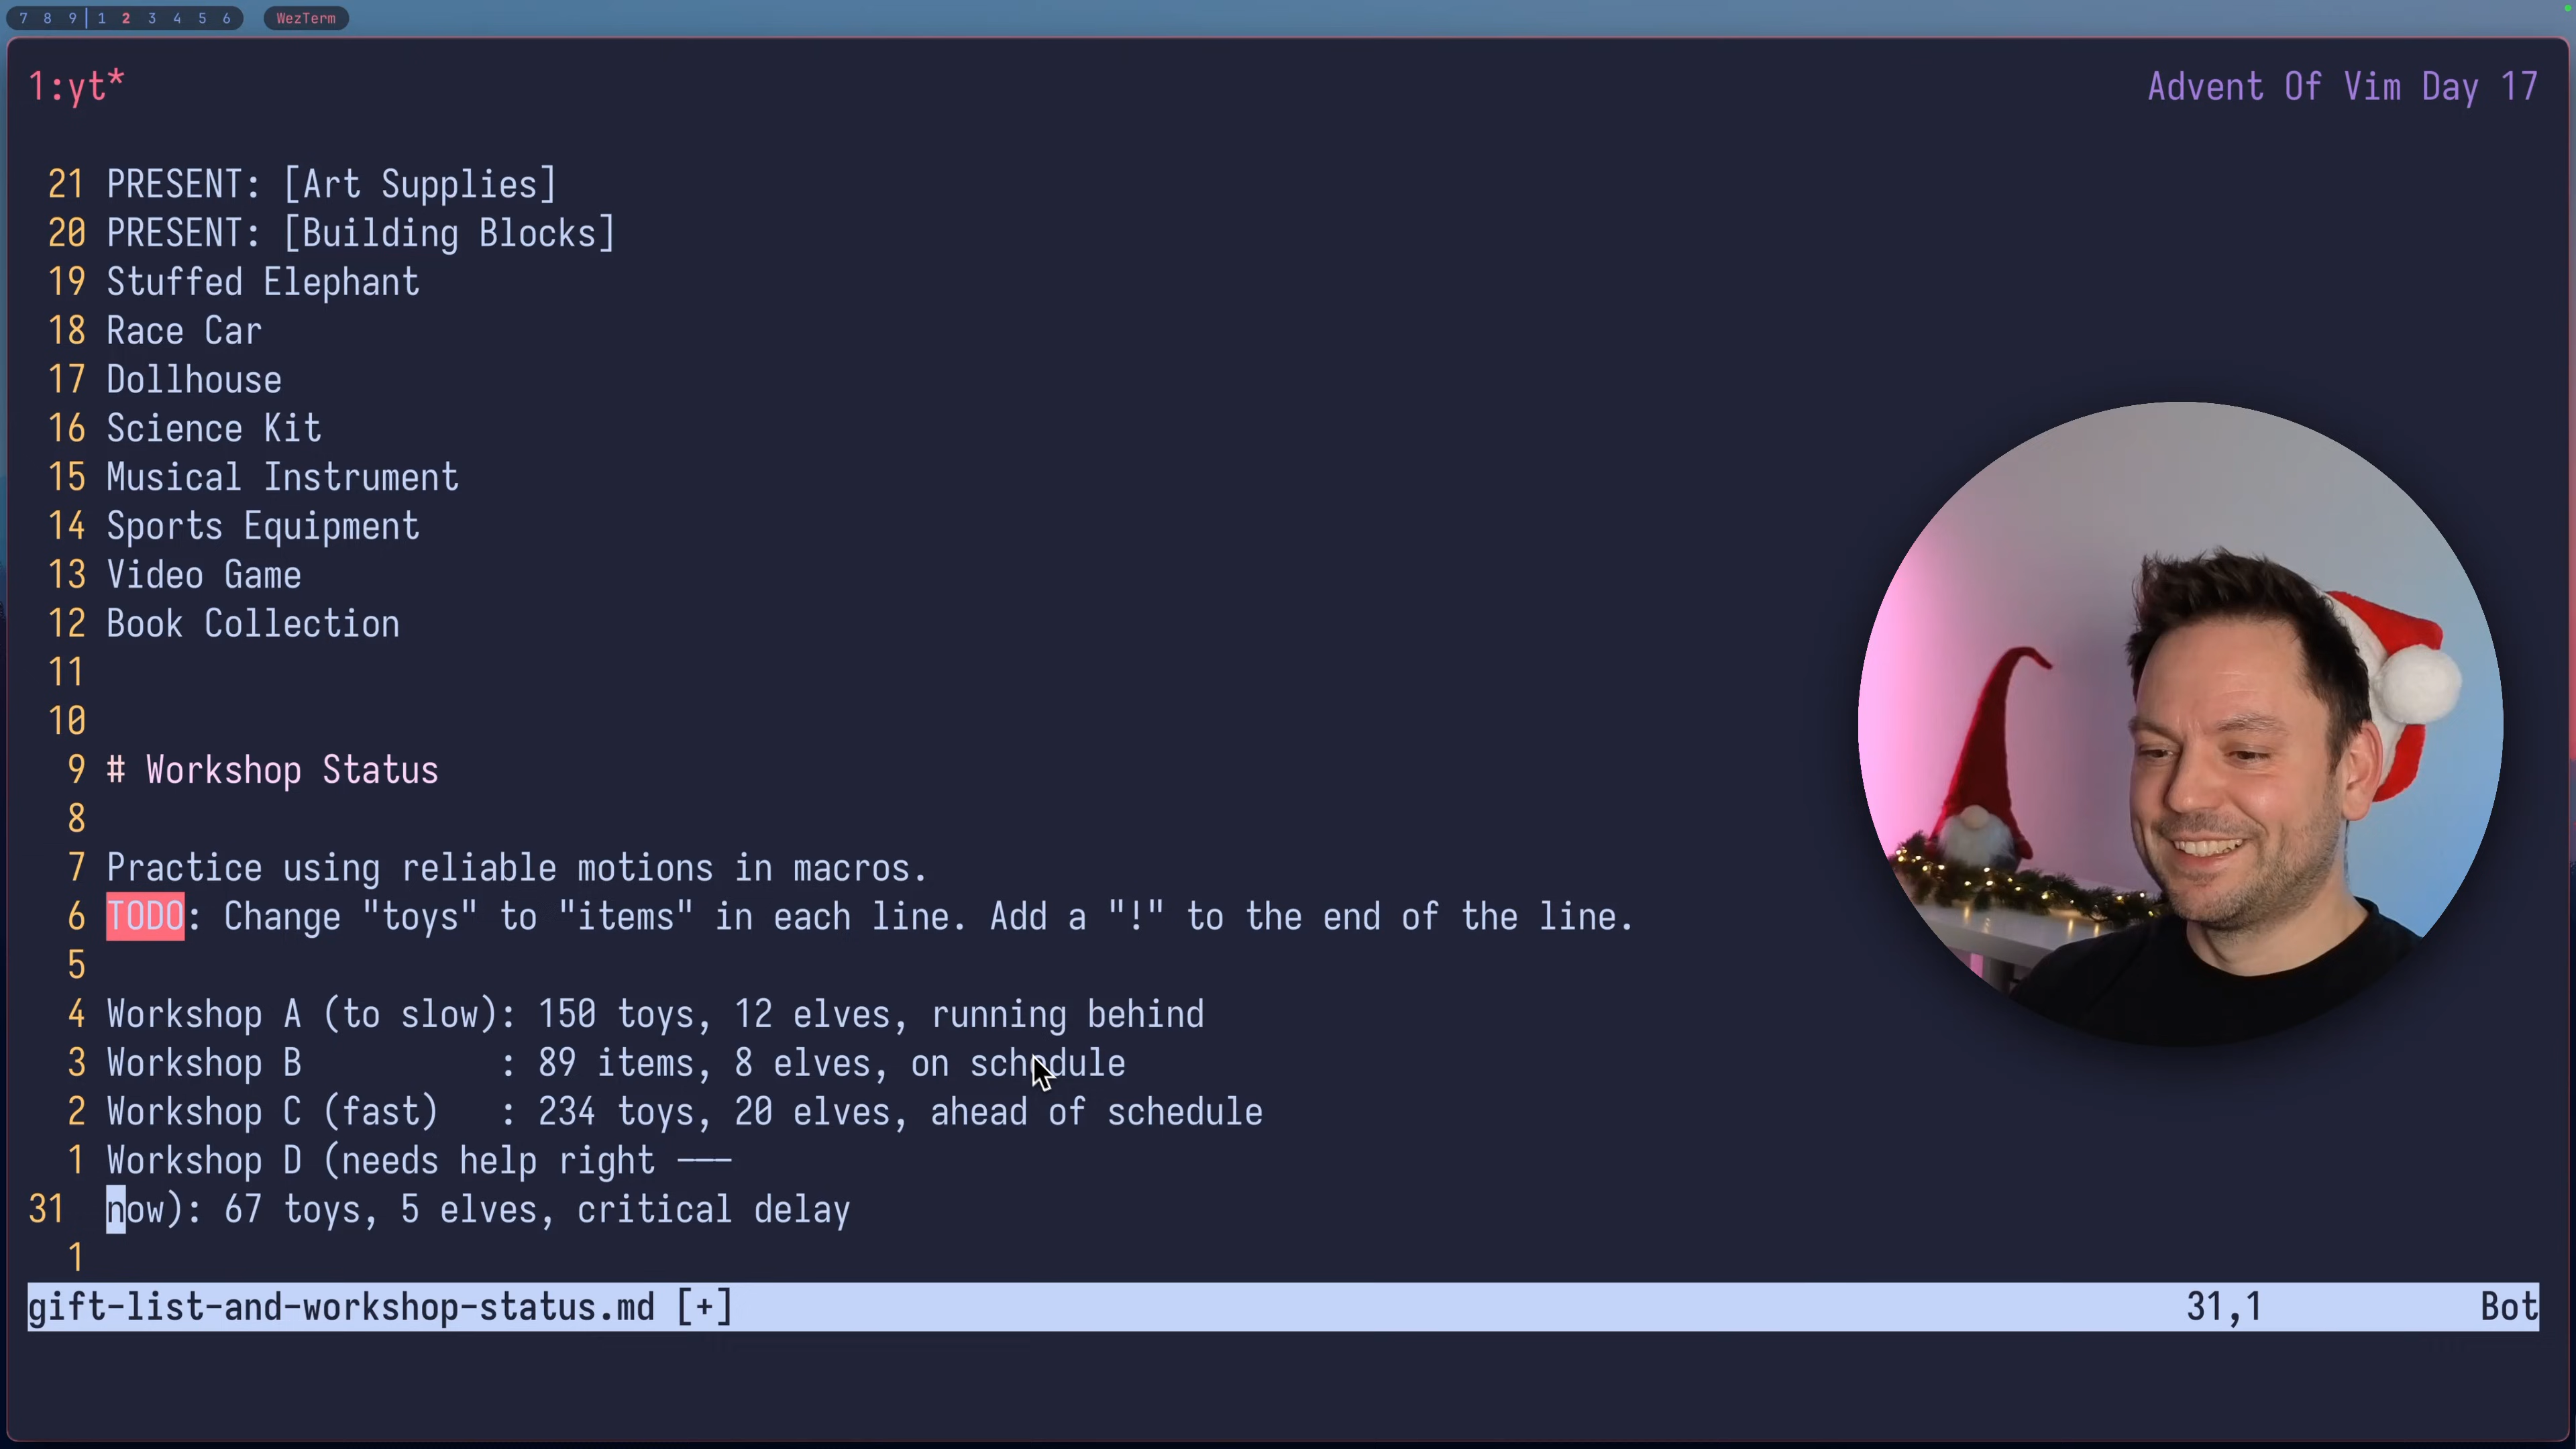 7 8 9 | 1 2 3 4 5 6 WezTerm
1:yt* Advent Of Vim Day 17
21 PRESENT: [Art Supplies]
20 PRESENT: [Building Blocks]
19 Stuffed Elephant
18 Race Car
17 Dollhouse
16 Science Kit
15 Musical Instrument
14 Sports Equipment
13 Video Game
12 Book Collection
11
10
9 # Workshop Status
8
7 Practice using reliable motions in macros.
6 TODO: Change "toys" to "items" in each line. Add a "!" to the end of the line.
5
4 Workshop A (to slow): 150 toys, 12 elves, running behind
3 Workshop B          : 89 items, 8 elves, on schedule
2 Workshop C (fast)   : 234 toys, 20 elves, ahead of schedule
1 Workshop D (needs help right ---
31 now): 67 toys, 5 elves, critical delay
1
gift-list-and-workshop-status.md [+] 31,1 Bot